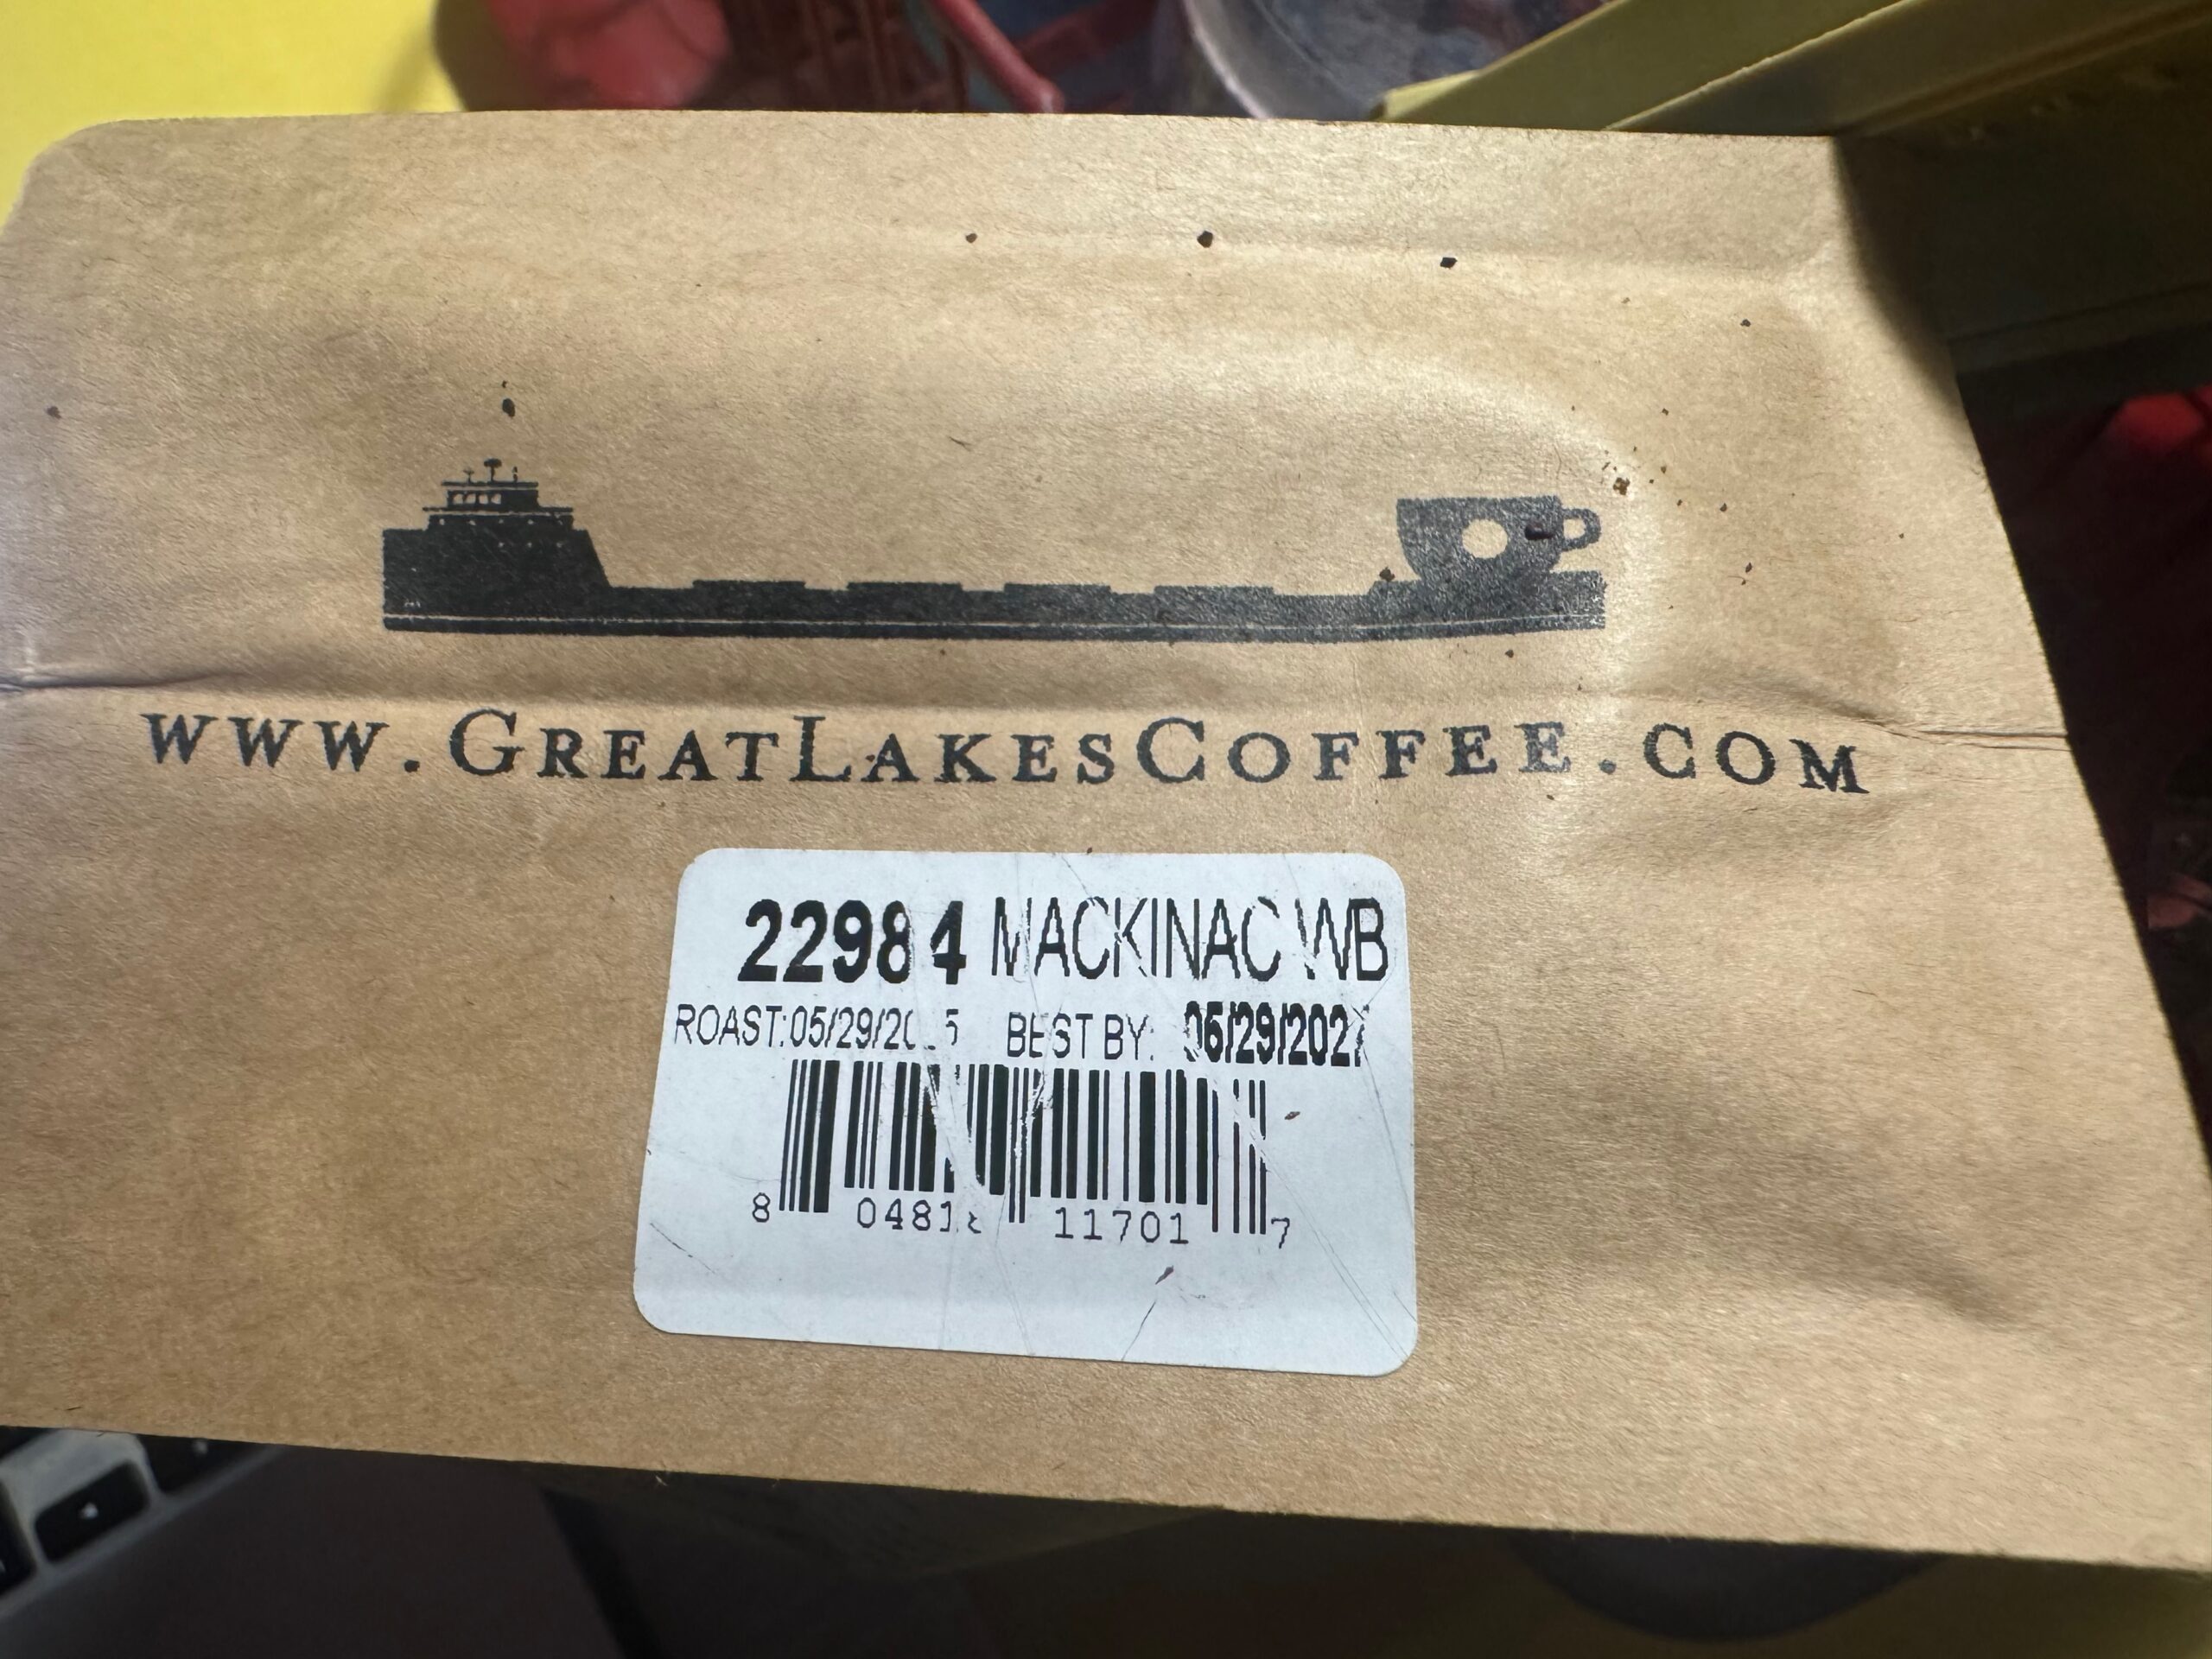 www.GreatLakesCoffee.com
22984 MACKINAC WB
ROAST:05/29/2025 BEST BY: 05/29/2027
8 04818 11701 7